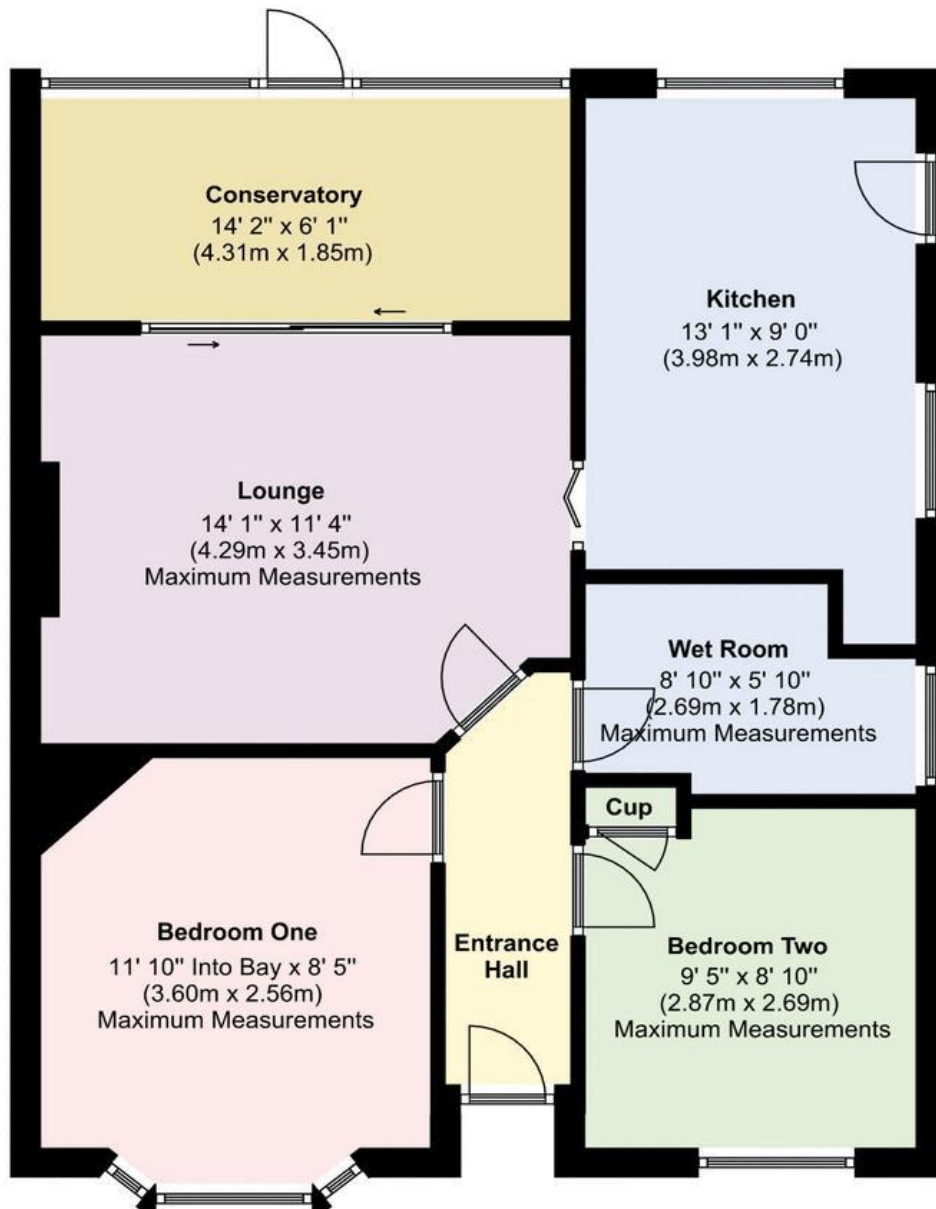 Conservatory
14' 2" x 6' 1"
(4.31m x 1.85m)
Kitchen
13' 1" x 9' 0"
(3.98m x 2.74m)
Lounge
14' 1" x 11' 4"
(4.29m x 3.45m)
Maximum Measurements
Wet Room
8' 10" x 5' 10"
(2.69m x 1.78m)
Maximum Measurements
Cup
Bedroom One
11' 10" Into Bay x 8' 5"
(3.60m x 2.56m)
Maximum Measurements
Entrance
Hall
Bedroom Two
9' 5" x 8' 10"
(2.87m x 2.69m)
Maximum Measurements